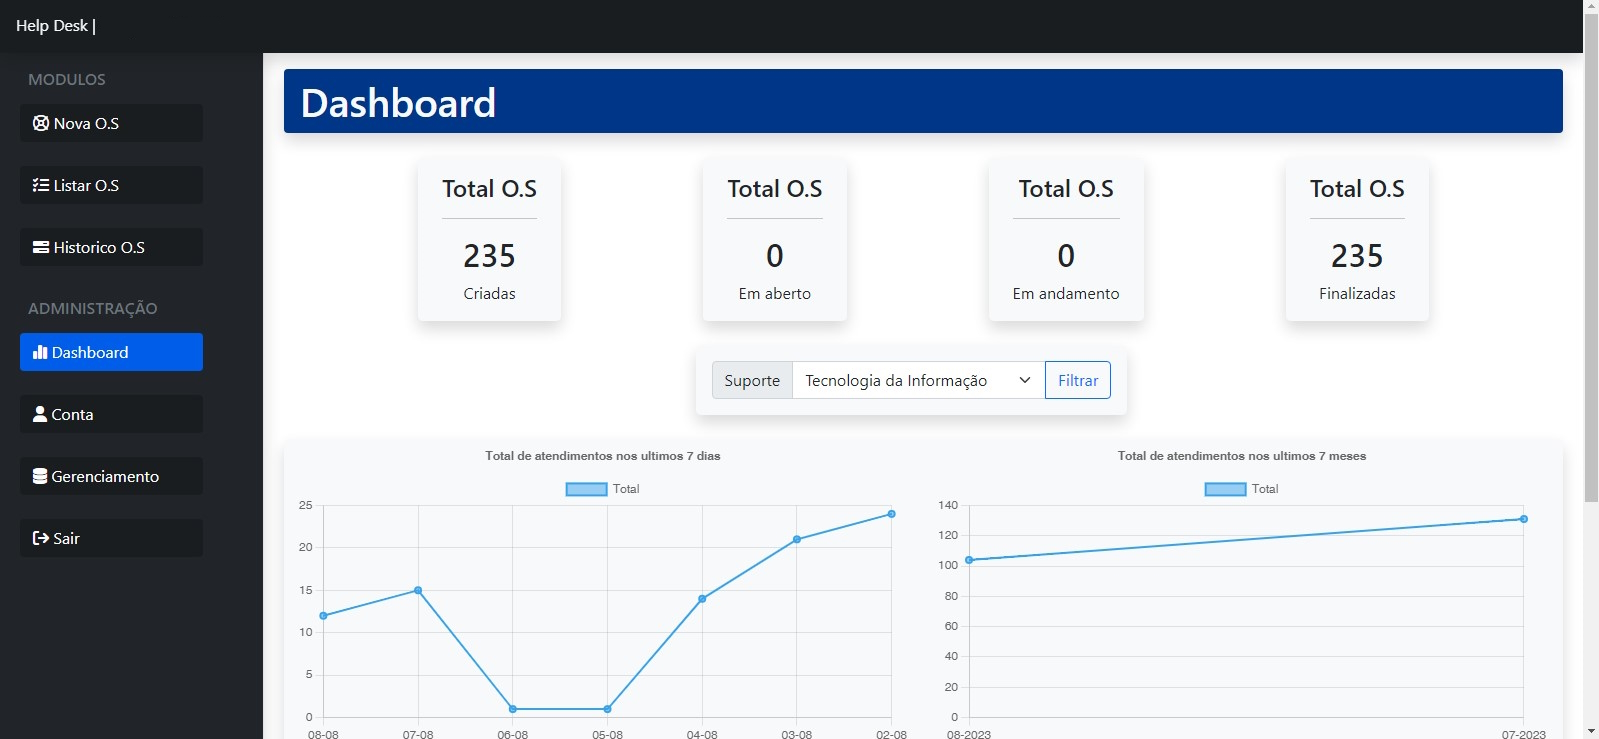 Help Desk |
MODULOS
Nova O.S
Listar O.S
Historico O.S
ADMINISTRAÇÃO
Dashboard
Conta
Gerenciamento
Sair
Dashboard
Total O.S
235
Criadas
Total O.S
0
Em aberto
Total O.S
0
Em andamento
Total O.S
235
Finalizadas
Suporte Tecnologia da Informação Filtrar
Total de atendimentos nos ultimos 7 dias
Total
25
20
15
10
5
0
08-08 07-08 06-08 05-08 04-08 03-08 02-08
Total de atendimentos nos ultimos 7 meses
Total
140
120
100
80
60
40
20
0
08-2023 07-2023